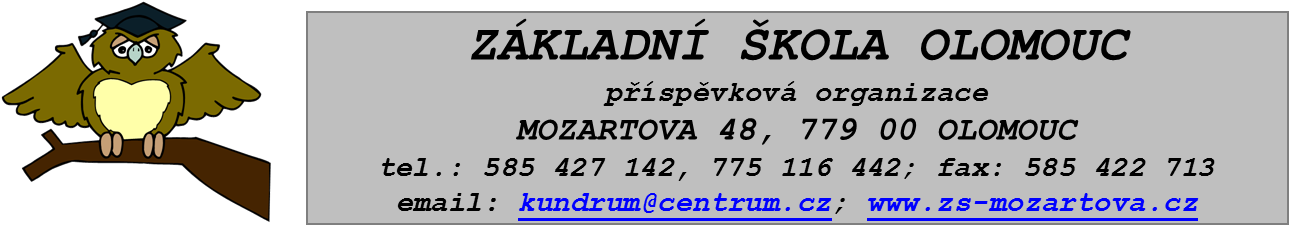 ZÁKLADNÍ ŠKOLA OLOMOUC
příspěvková organizace
MOZARTOVA 48, 779 00 OLOMOUC
tel.: 585 427 142, 775 116 442; fax: 585 422 713
email: kundrum@centrum.cz; www.zs-mozartova.cz